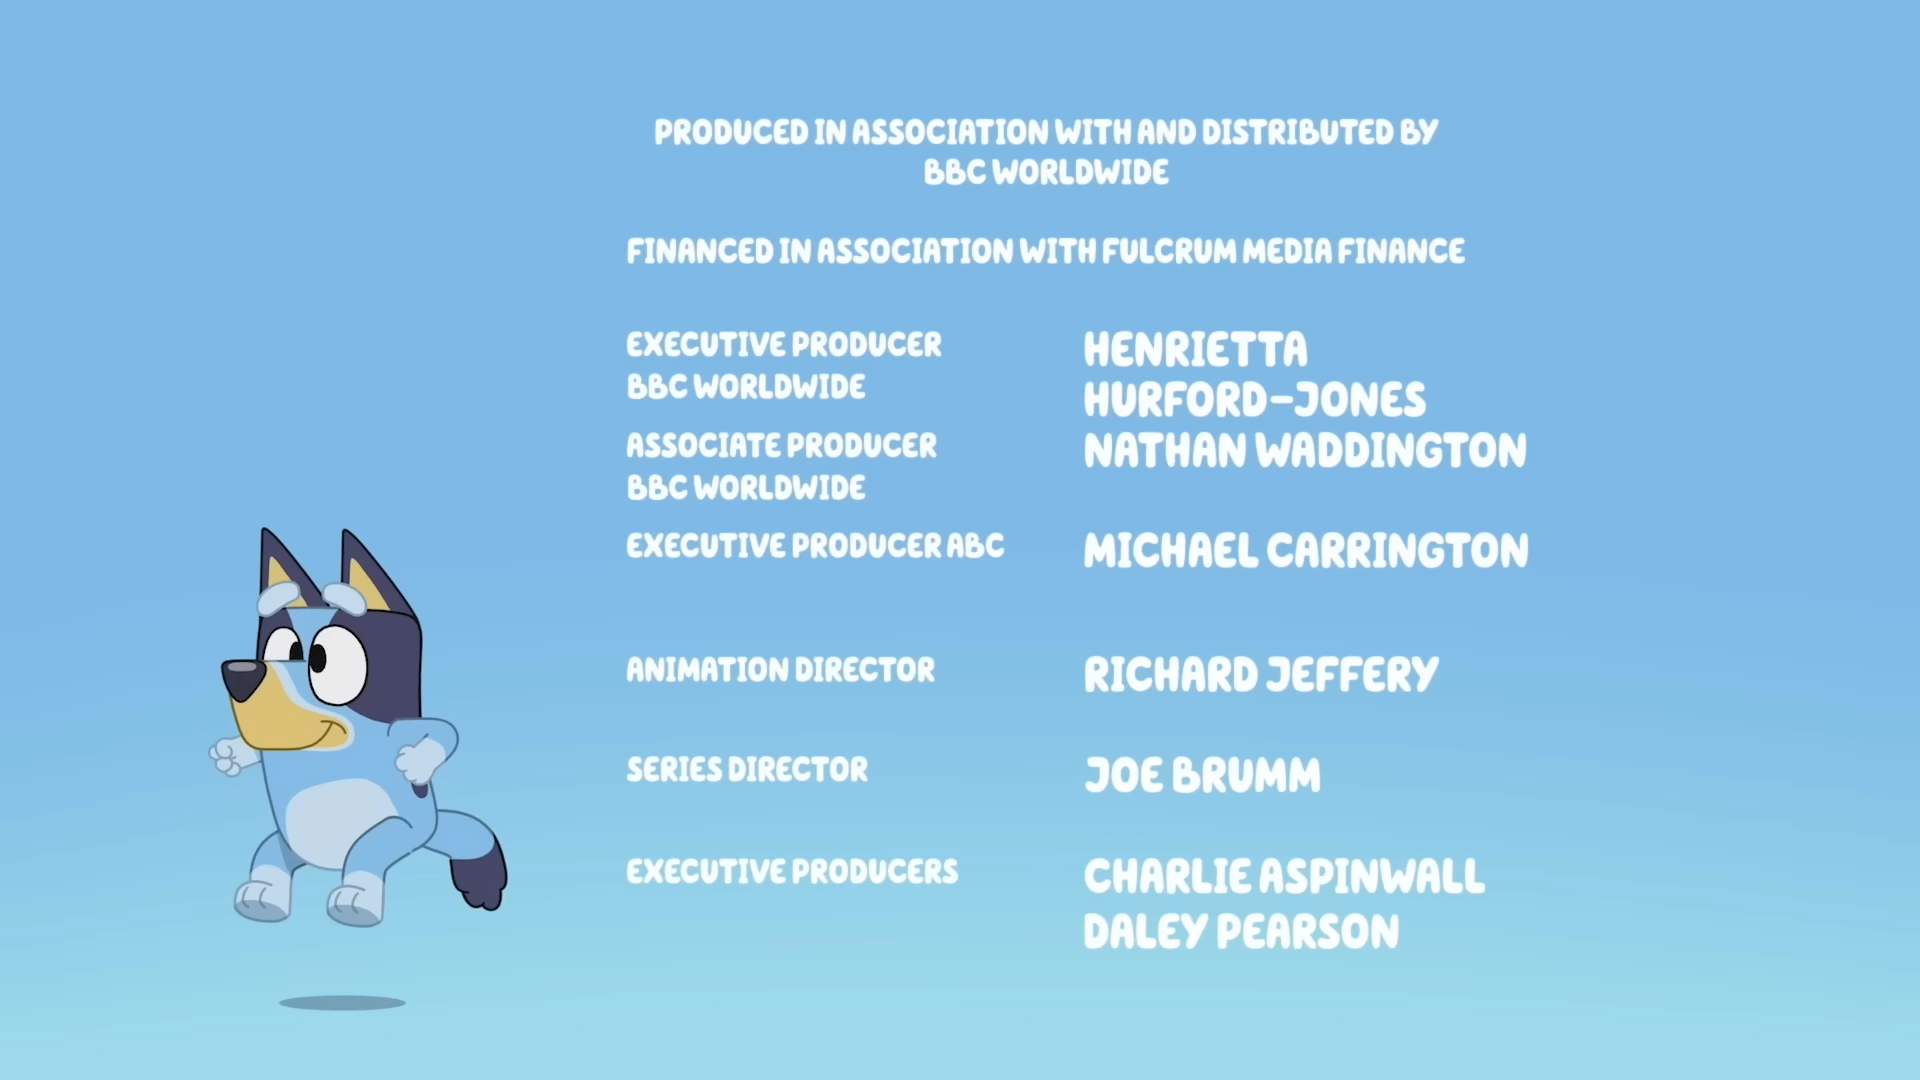 PRODUCED IN ASSOCIATION WITH AND DISTRIBUTED BY
BBC WORLDWIDE
FINANCED IN ASSOCIATION WITH FULCRUM MEDIA FINANCE
EXECUTIVE PRODUCER
BBC WORLDWIDE
HENRIETTA
HURFORD-JONES
ASSOCIATE PRODUCER
BBC WORLDWIDE
NATHAN WADDINGTON
EXECUTIVE PRODUCER ABC
MICHAEL CARRINGTON
ANIMATION DIRECTOR
RICHARD JEFFERY
SERIES DIRECTOR
JOE BRUMM
EXECUTIVE PRODUCERS
CHARLIE ASPINWALL
DALEY PEARSON